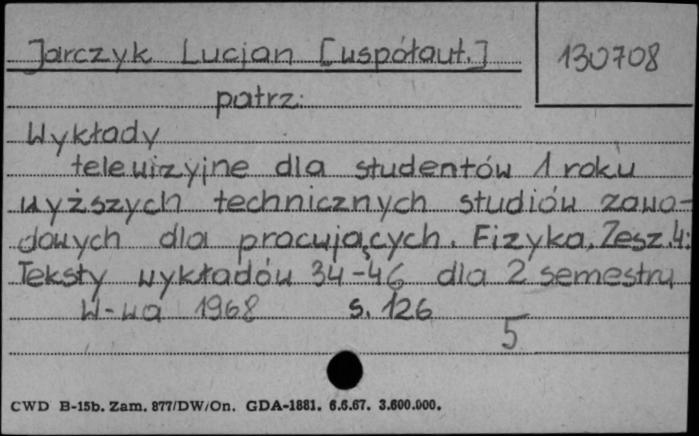 Jarczyk Lucjan [współaut.]
130708
patrz:
Wykłady
telewizyjne dla studentów 1 roku
wyższych technicznych studiów zawo-
dowych dla pracujących. Fizyka, Zesz. 4:
Teksty wykładów 34-46 dla 2 semestru
W-wa 1968 s. 126
5
CWD B-15b. Zam. 877/DW/On. GDA-1881. 6.6.67. 3.600.000.